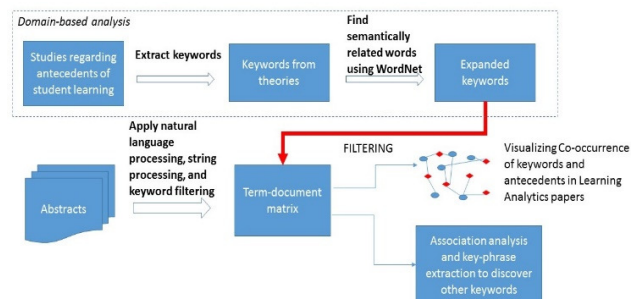 Domain-based analysis
Studies regarding
antecedents of
student learning
Extract keywords
Keywords from
theories
Find
semantically
related words
using WordNet
Expanded
keywords
Apply natural
language
processing, string
processing, and
keyword filtering
Abstracts
Term-document
matrix
FILTERING
Visualizing Co-occurrence
of keywords and
antecedents in Learning
Analytics papers
Association analysis
and key-phrase
extraction to discover
other keywords